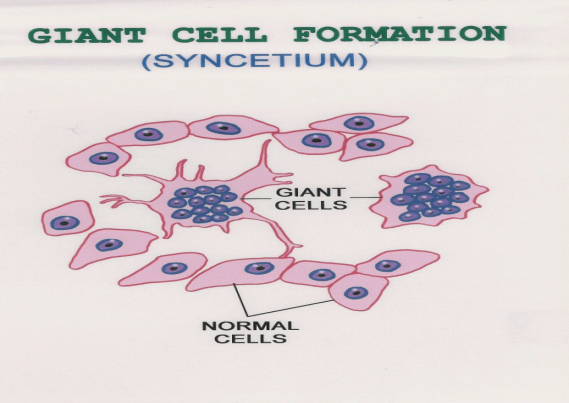 GIANT CELL FORMATION
(SYNCETIUM)
GIANT
CELLS
NORMAL
CELLS